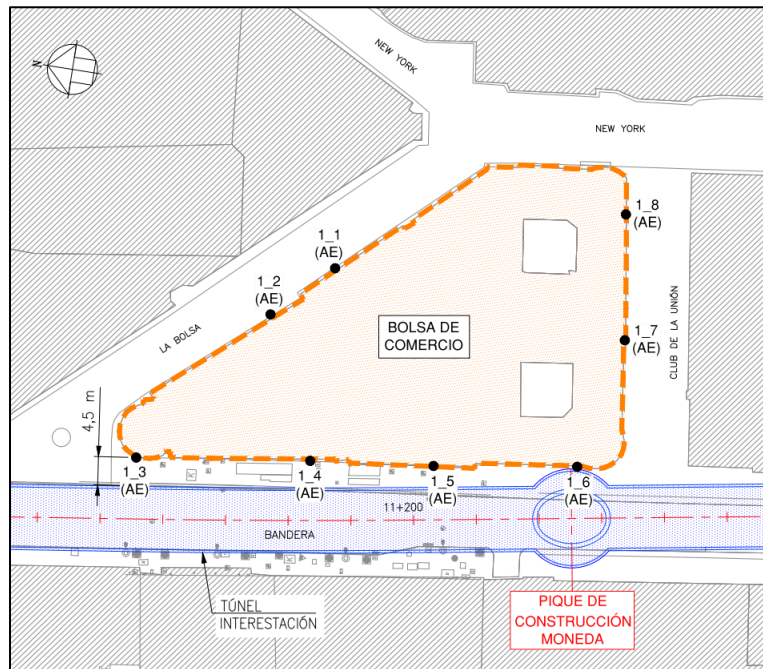 N
NEW YORK
NEW YORK
1_8
(AE)
1_1
(AE)
1_2
(AE)
LA BOLSA
BOLSA DE
COMERCIO
1_7
(AE)
CLUB DE LA UNIÓN
4,5 m
1_3
(AE)
1_4
(AE)
1_5
(AE)
1_6
(AE)
11+200
BANDERA
TÚNEL
INTERESTACIÓN
PIQUE DE
CONSTRUCCIÓN
MONEDA